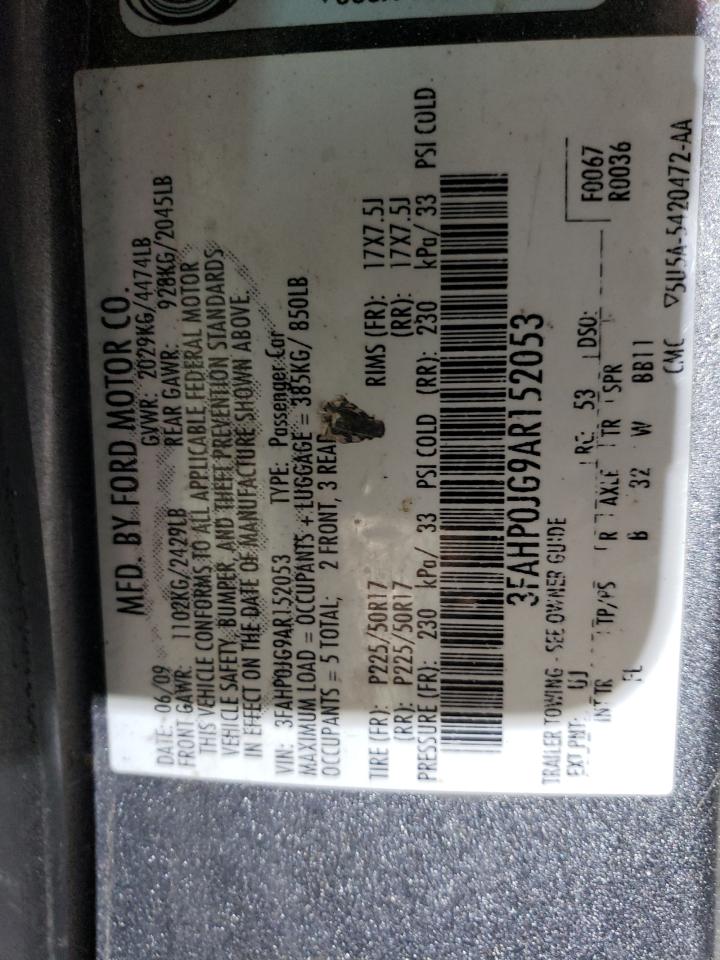 MFD. BY FORD MOTOR CO.
DATE: 06/09 GVWR: 2029KG/4474LB
FRONT GAWR: 1102KG/2429LB REAR GAWR: 928KG/2045LB
THIS VEHICLE CONFORMS TO ALL APPLICABLE FEDERAL MOTOR
VEHICLE SAFETY, BUMPER, AND THEFT PREVENTION STANDARDS
IN EFFECT ON THE DATE OF MANUFACTURE SHOWN ABOVE.
VIN: 3FAHP0JG9AR152053 TYPE: Passenger Car
MAXIMUM LOAD = OCCUPANTS + LUGGAGE = 385KG/ 850LB
OCCUPANTS = 5 TOTAL; 2 FRONT, 3 REAR
TIRE (FR): P225/50R17 RIMS (FR): 17X7.5J
(RR): P225/50R17 (RR): 17X7.5J
PRESSURE (FR): 230 kPa/ 33 PSI COLD (RR): 230 kPa/ 33 PSI COLD
3FAHP0JG9AR152053
TRAILER TOWING - SEE OWNER GUIDE
F0067
EXT PNT: UJ RC: 53 DSO: R0036
INT TR TP/PS R AXLE TR SPR
FL B 32 W BB11
CMC ▽5U5A-5420472-AA